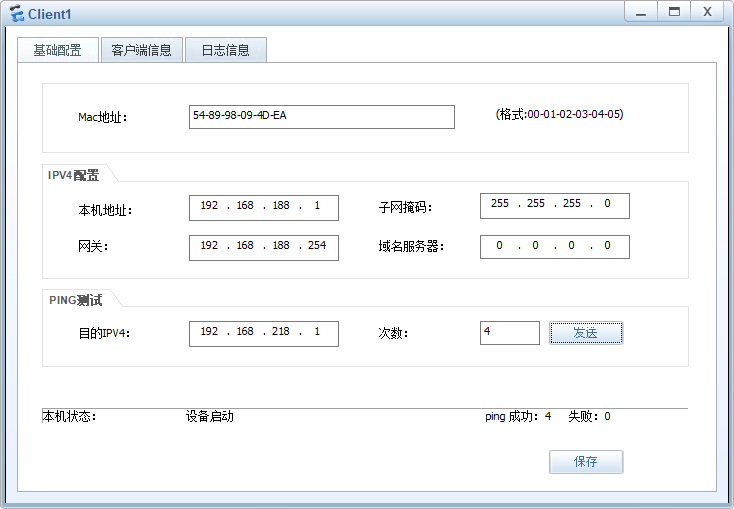 Client1
基础配置 客户端信息 日志信息
Mac地址: 54-89-98-09-4D-EA (格式:00-01-02-03-04-05)
IPV4配置
本机地址: 192 . 168 . 188 . 1 子网掩码: 255 . 255 . 255 . 0
网关: 192 . 168 . 188 . 254 域名服务器: 0 . 0 . 0 . 0
PING测试
目的IPV4: 192 . 168 . 218 . 1 次数: 4 发送
本机状态: 设备启动 ping 成功: 4 失败: 0
保存